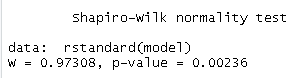 Shapiro-Wilk normality test
data:  rstandard(model)
W = 0.97308, p-value = 0.00236